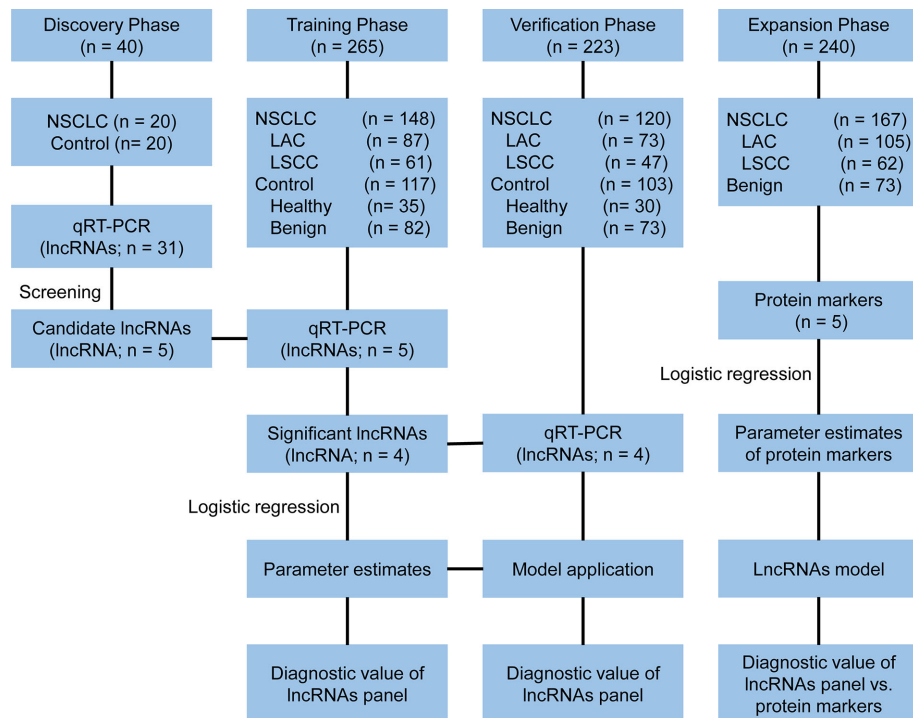 Discovery Phase
(n = 40)
NSCLC (n = 20)
Control (n= 20)
qRT-PCR
(lncRNAs; n = 31)
Screening
Candidate lncRNAs
(lncRNA; n = 5)
Training Phase
(n = 265)
NSCLC (n = 148)
LAC (n = 87)
LSCC (n = 61)
Control (n = 117)
Healthy (n= 35)
Benign (n = 82)
qRT-PCR
(lncRNAs; n = 5)
Significant lncRNAs
(lncRNA; n = 4)
Logistic regression
Parameter estimates
Diagnostic value of
lncRNAs panel
Verification Phase
(n = 223)
NSCLC (n = 120)
LAC (n = 73)
LSCC (n = 47)
Control (n = 103)
Healthy (n = 30)
Benign (n = 73)
qRT-PCR
(lncRNAs; n = 4)
Model application
Diagnostic value of
lncRNAs panel
Expansion Phase
(n = 240)
NSCLC (n = 167)
LAC (n = 105)
LSCC (n = 62)
Benign (n = 73)
Protein markers
(n = 5)
Logistic regression
Parameter estimates
of protein markers
LncRNAs model
Diagnostic value of
lncRNAs panel vs.
protein markers